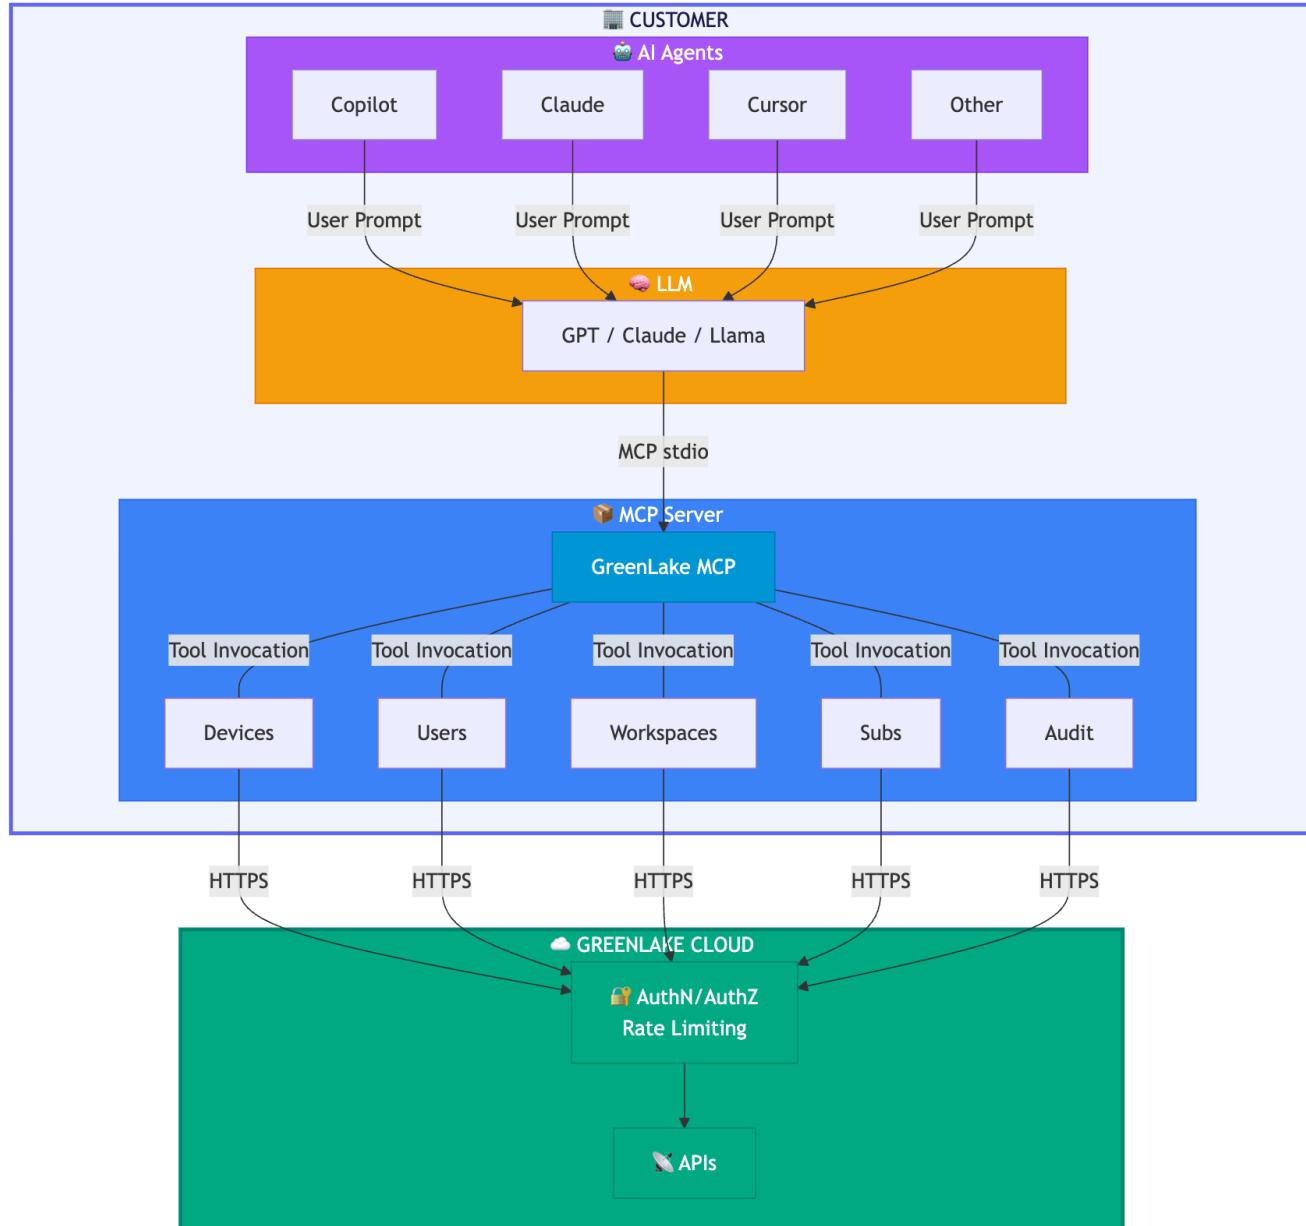 🏢 CUSTOMER
🤖 AI Agents
Copilot
Claude
Cursor
Other
User Prompt
User Prompt
User Prompt
User Prompt
🧠 LLM
GPT / Claude / Llama
MCP stdio
📦 MCP Server
GreenLake MCP
Tool Invocation
Tool Invocation
Tool Invocation
Tool Invocation
Tool Invocation
Devices
Users
Workspaces
Subs
Audit
HTTPS
HTTPS
HTTPS
HTTPS
HTTPS
☁️ GREENLAKE CLOUD
🔐 AuthN/AuthZ
Rate Limiting
📡 APIs